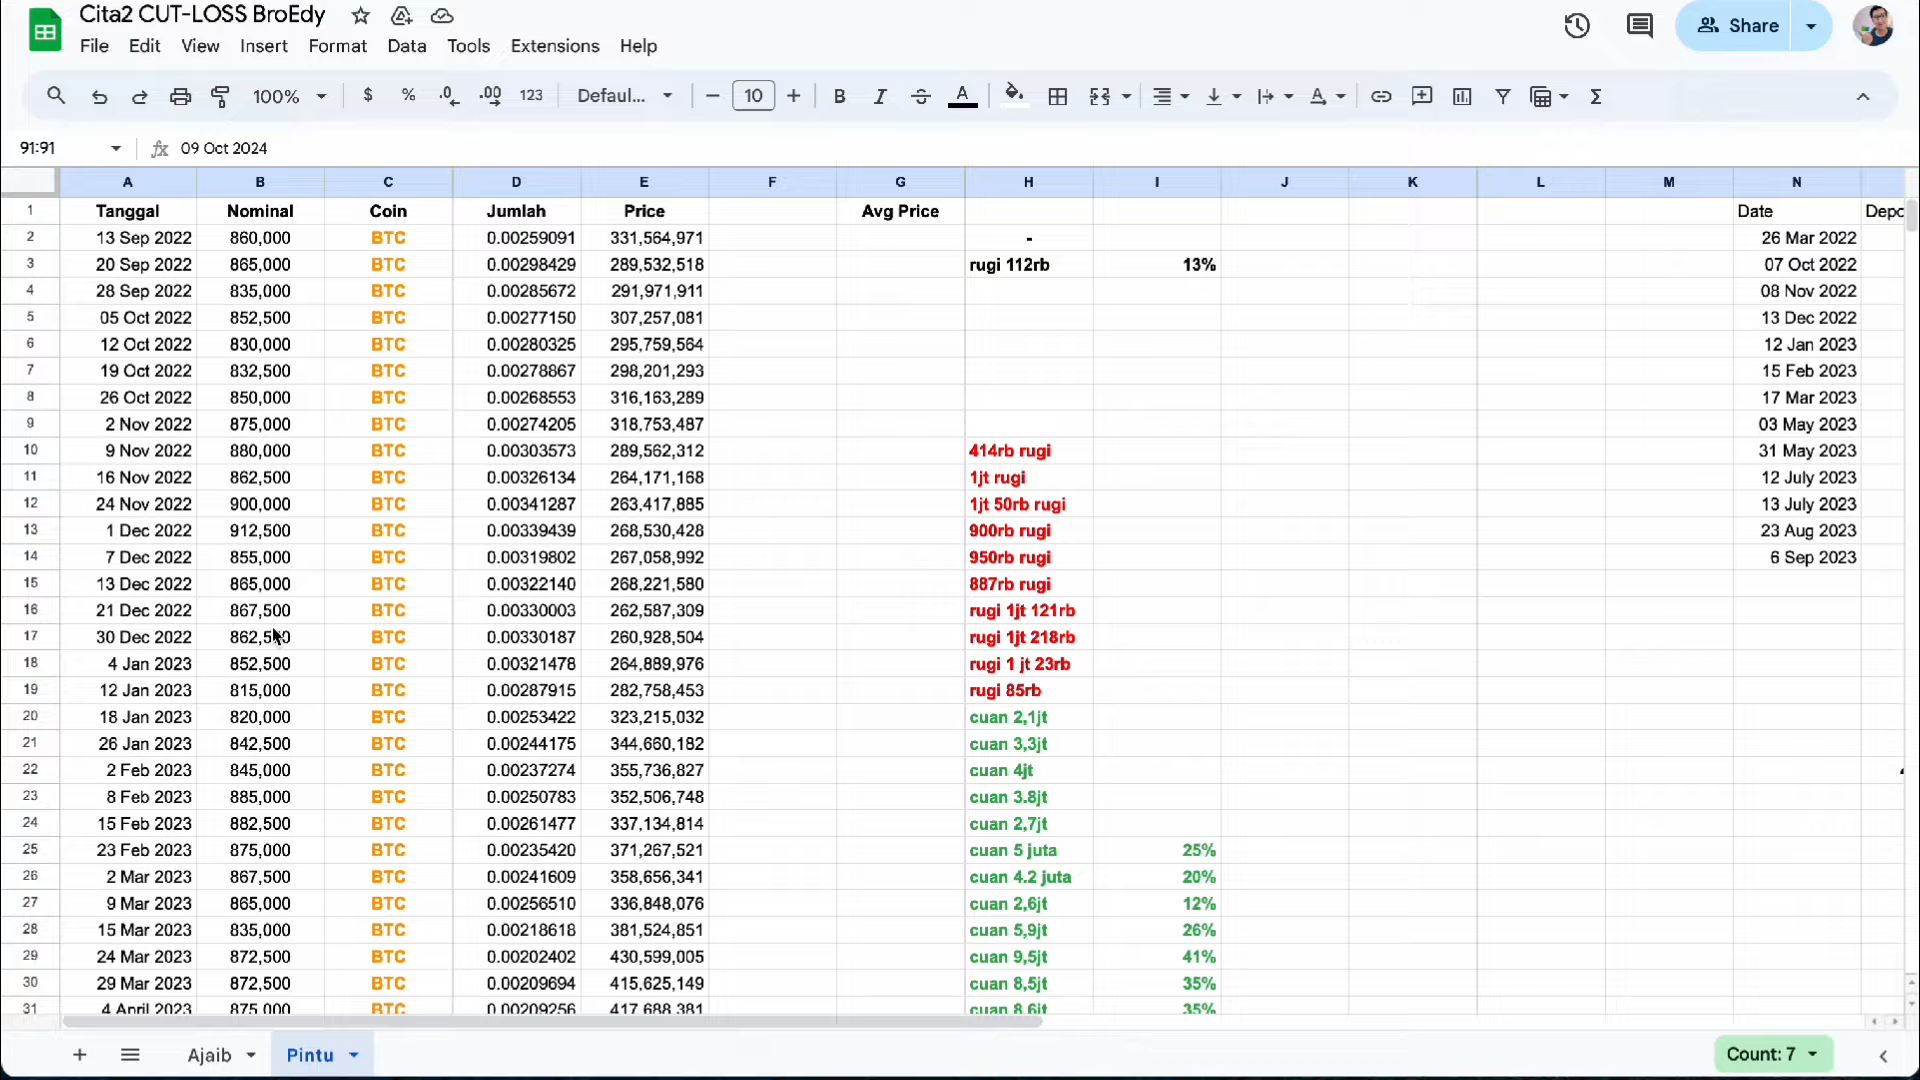 Cita2 CUT-LOSS BroEdy
Share
File Edit View Insert Format Data Tools Extensions Help
100% $ % .0 .00 123 Defaul... 10 B I A Σ
91:91 fx 09 Oct 2024
A B C D E F G H I J K L M N
1 Tanggal Nominal Coin Jumlah Price Avg Price Date Depo
2 13 Sep 2022 860,000 BTC 0.00259091 331,564,971 - 26 Mar 2022
3 20 Sep 2022 865,000 BTC 0.00298429 289,532,518 rugi 112rb 13% 07 Oct 2022
4 28 Sep 2022 835,000 BTC 0.00285672 291,971,911 08 Nov 2022
5 05 Oct 2022 852,500 BTC 0.00277150 307,257,081 13 Dec 2022
6 12 Oct 2022 830,000 BTC 0.00280325 295,759,564 12 Jan 2023
7 19 Oct 2022 832,500 BTC 0.00278867 298,201,293 15 Feb 2023
8 26 Oct 2022 850,000 BTC 0.00268553 316,163,289 17 Mar 2023
9 2 Nov 2022 875,000 BTC 0.00274205 318,753,487 03 May 2023
10 9 Nov 2022 880,000 BTC 0.00303573 289,562,312 414rb rugi 31 May 2023
11 16 Nov 2022 862,500 BTC 0.00326134 264,171,168 1jt rugi 12 July 2023
12 24 Nov 2022 900,000 BTC 0.00341287 263,417,885 1jt 50rb rugi 13 July 2023
13 1 Dec 2022 912,500 BTC 0.00339439 268,530,428 900rb rugi 23 Aug 2023
14 7 Dec 2022 855,000 BTC 0.00319802 267,058,992 950rb rugi 6 Sep 2023
15 13 Dec 2022 865,000 BTC 0.00322140 268,221,580 887rb rugi
16 21 Dec 2022 867,500 BTC 0.00330003 262,587,309 rugi 1jt 121rb
17 30 Dec 2022 862,500 BTC 0.00330187 260,928,504 rugi 1jt 218rb
18 4 Jan 2023 852,500 BTC 0.00321478 264,889,976 rugi 1 jt 23rb
19 12 Jan 2023 815,000 BTC 0.00287915 282,758,453 rugi 85rb
20 18 Jan 2023 820,000 BTC 0.00253422 323,215,032 cuan 2,1jt
21 26 Jan 2023 842,500 BTC 0.00244175 344,660,182 cuan 3,3jt
22 2 Feb 2023 845,000 BTC 0.00237274 355,736,827 cuan 4jt
23 8 Feb 2023 885,000 BTC 0.00250783 352,506,748 cuan 3.8jt
24 15 Feb 2023 882,500 BTC 0.00261477 337,134,814 cuan 2,7jt
25 23 Feb 2023 875,000 BTC 0.00235420 371,267,521 cuan 5 juta 25%
26 2 Mar 2023 867,500 BTC 0.00241609 358,656,341 cuan 4.2 juta 20%
27 9 Mar 2023 865,000 BTC 0.00256510 336,848,076 cuan 2,6jt 12%
28 15 Mar 2023 835,000 BTC 0.00218618 381,524,851 cuan 5,9jt 26%
29 24 Mar 2023 872,500 BTC 0.00202402 430,599,005 cuan 9,5jt 41%
30 29 Mar 2023 872,500 BTC 0.00209694 415,625,149 cuan 8,5jt 35%
31 4 April 2023 875,000 BTC 0.00209256 417,688,381 cuan 8,6jt 35%
Ajaib Pintu Count: 7